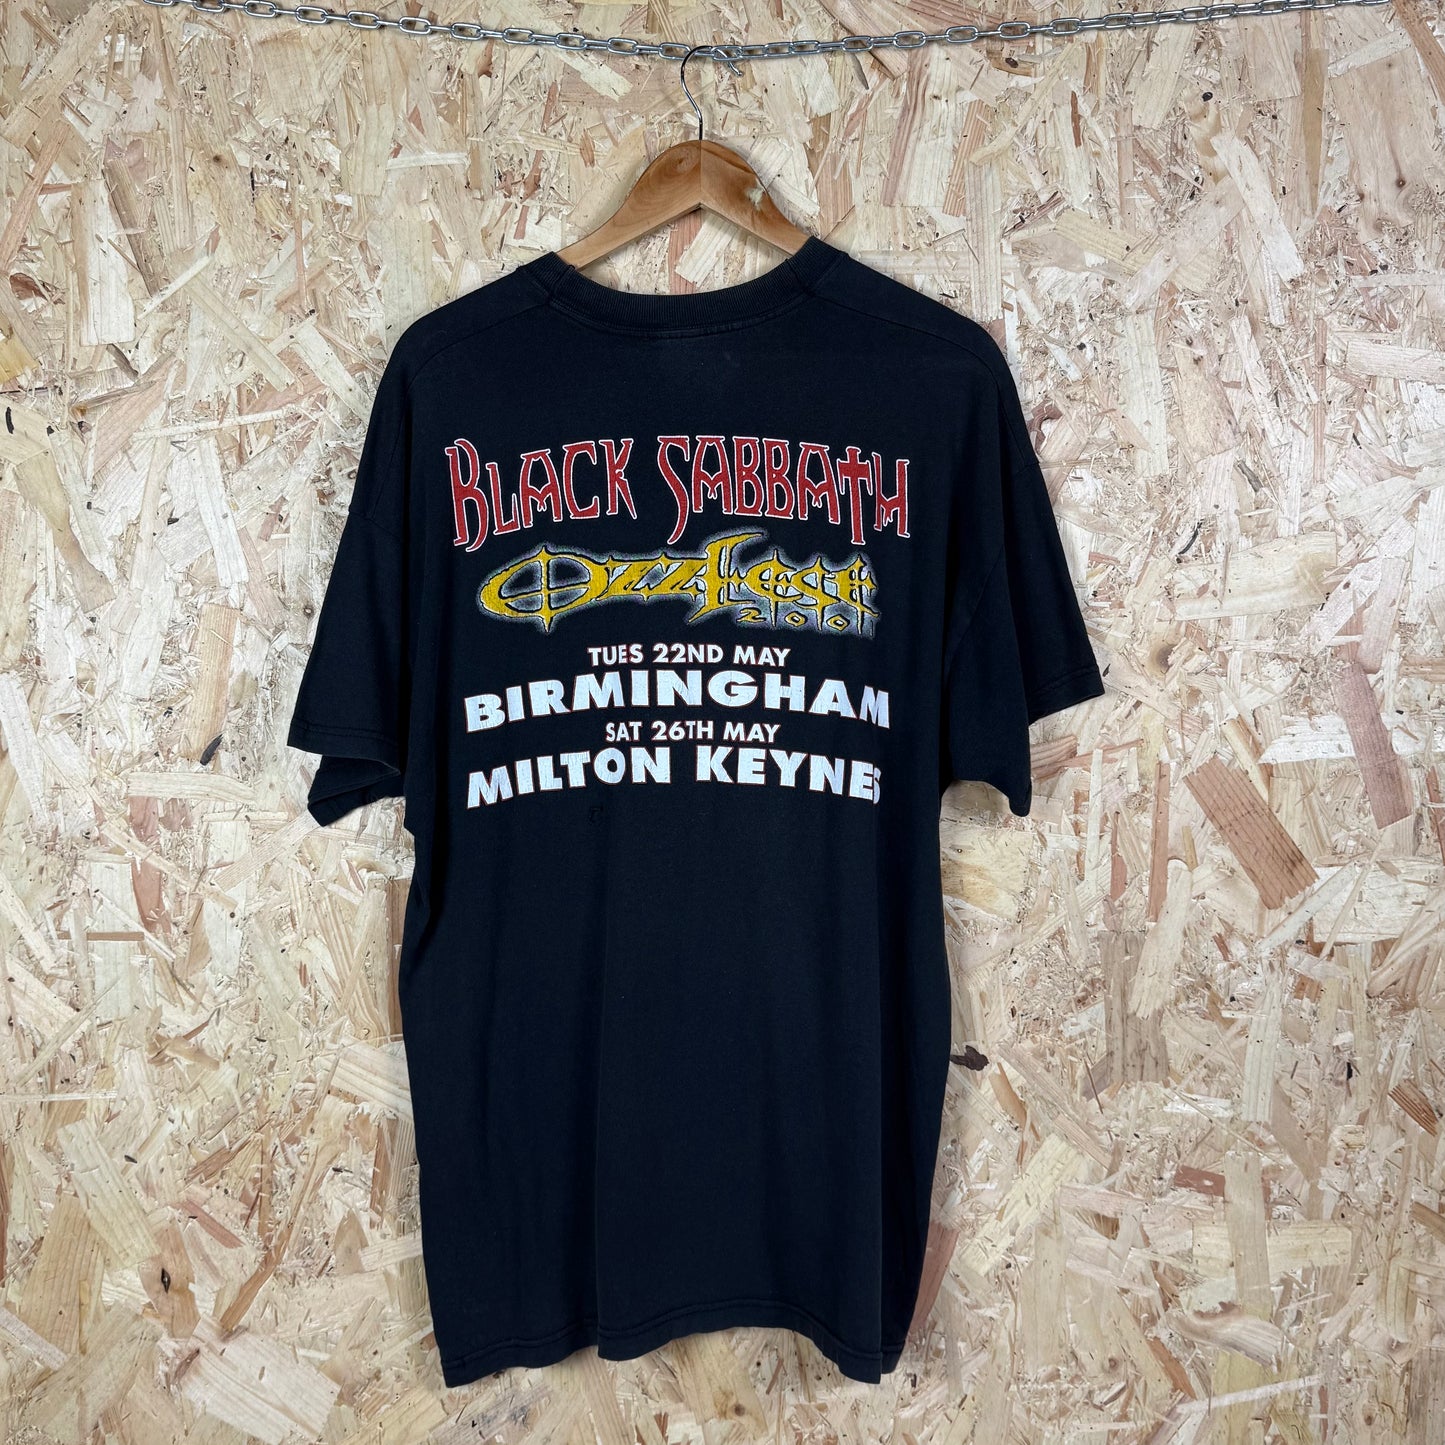 BLACK SABBATH
OZZFEST
2001
TUES 22ND MAY
BIRMINGHAM
SAT 26TH MAY
MILTON KEYNES